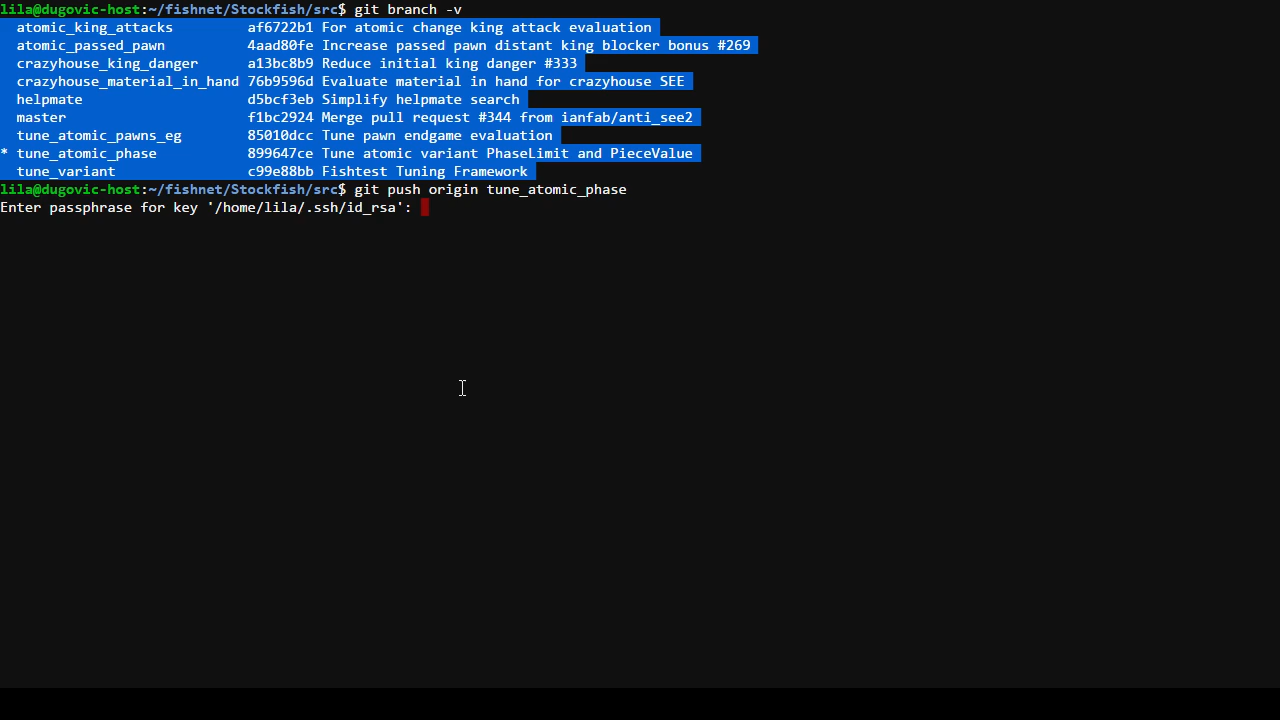 lila@dugovic-host:~/fishnet/Stockfish/src$ git branch -v
  atomic_king_attacks         af6722b1 For atomic change king attack evaluation
  atomic_passed_pawn          4aad80fe Increase passed pawn distant king blocker bonus #269
  crazyhouse_king_danger      a13bc8b9 Reduce initial king danger #333
  crazyhouse_material_in_hand 76b9596d Evaluate material in hand for crazyhouse SEE
  helpmate                    d5bcf3eb Simplify helpmate search
  master                      f1bc2924 Merge pull request #344 from ianfab/anti_see2
  tune_atomic_pawns_eg        85010dcc Tune pawn endgame evaluation
* tune_atomic_phase           899647ce Tune atomic variant PhaseLimit and PieceValue
  tune_variant                c99e88bb Fishtest Tuning Framework
lila@dugovic-host:~/fishnet/Stockfish/src$ git push origin tune_atomic_phase
Enter passphrase for key '/home/lila/.ssh/id_rsa':